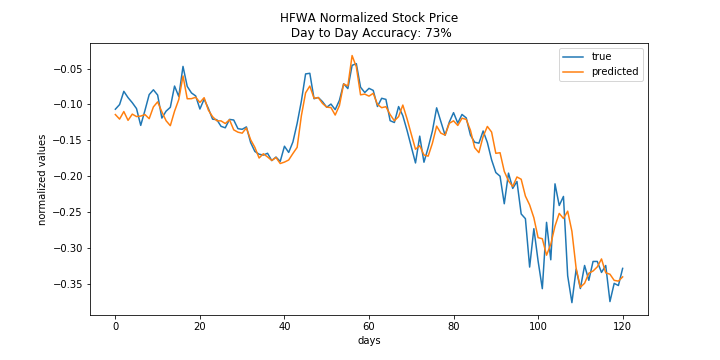 HFWA Normalized Stock Price
Day to Day Accuracy: 73%
true
predicted
normalized values
−0.05
−0.10
−0.15
−0.20
−0.25
−0.30
−0.35
0
20
40
60
80
100
120
days